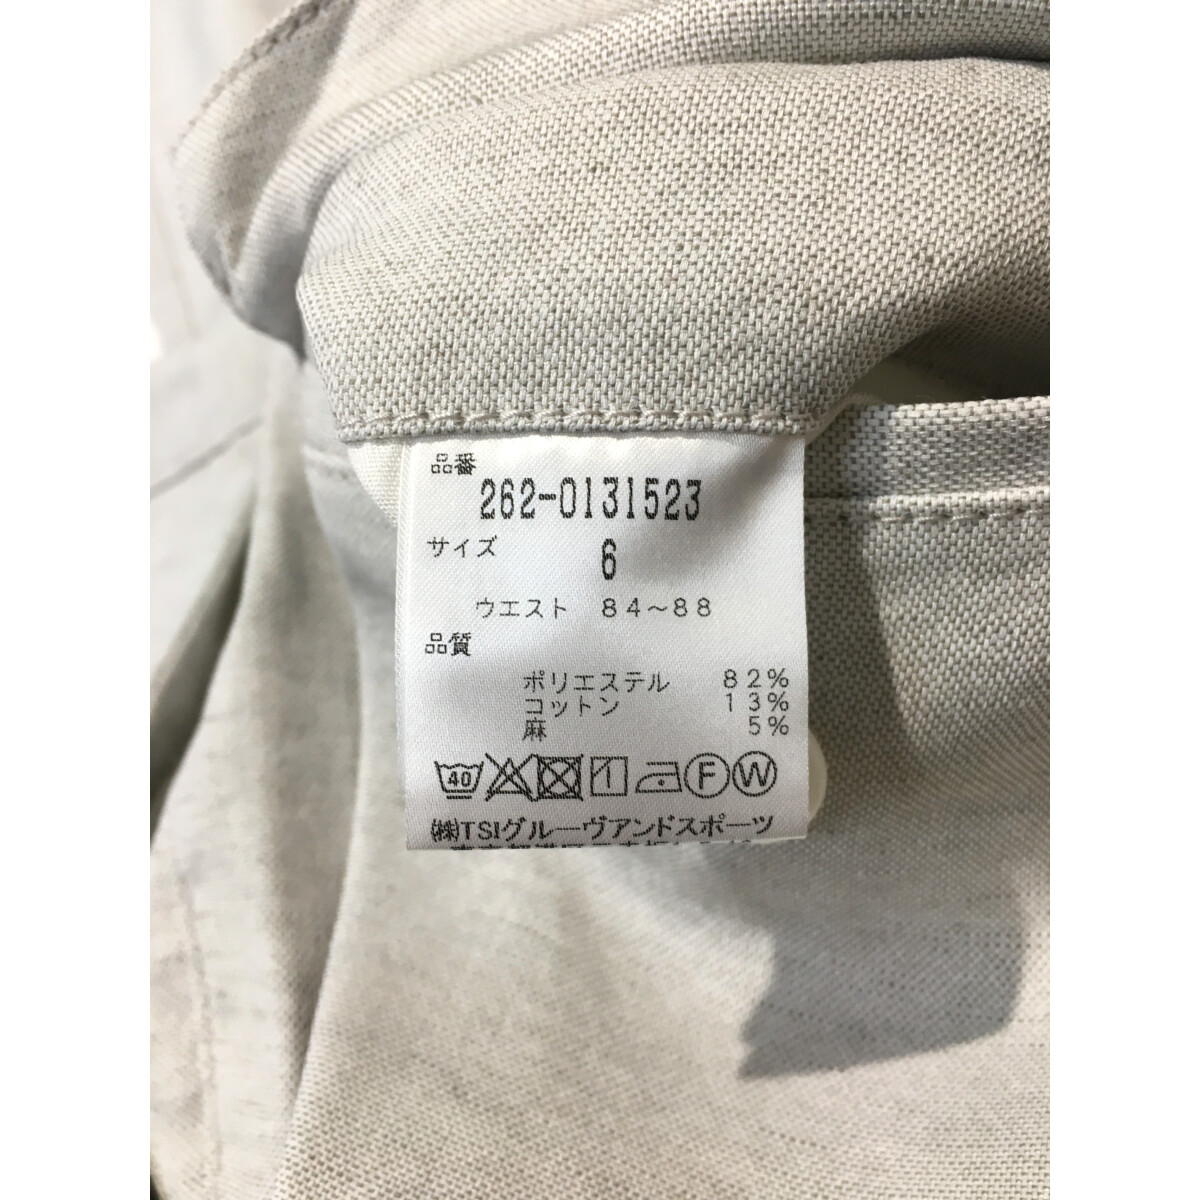 品番
262-0131523
サイズ 6
ウエスト 84～88
品質
ポリエステル 82%
コットン 13%
麻 5%
40 F W
㈱TSIグルーヴアンドスポーツ